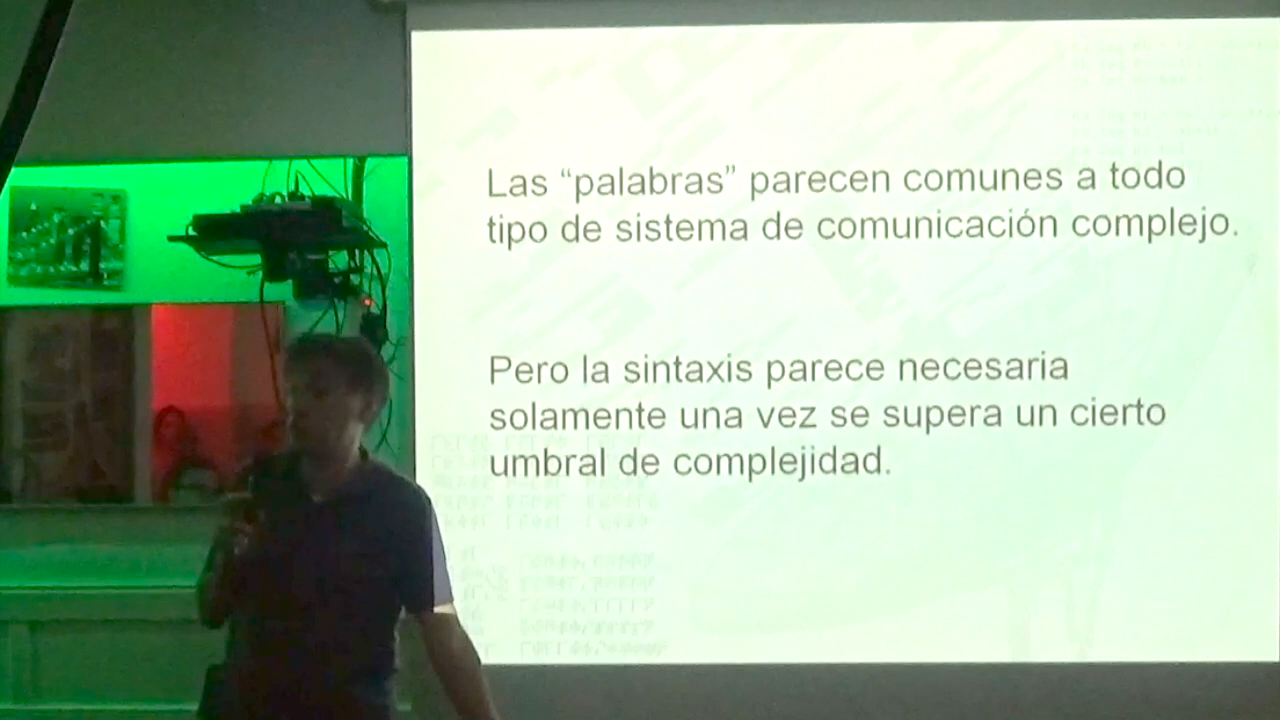 Las “palabras” parecen comunes a todo
tipo de sistema de comunicación complejo.
Pero la sintaxis parece necesaria
solamente una vez se supera un cierto
umbral de complejidad.